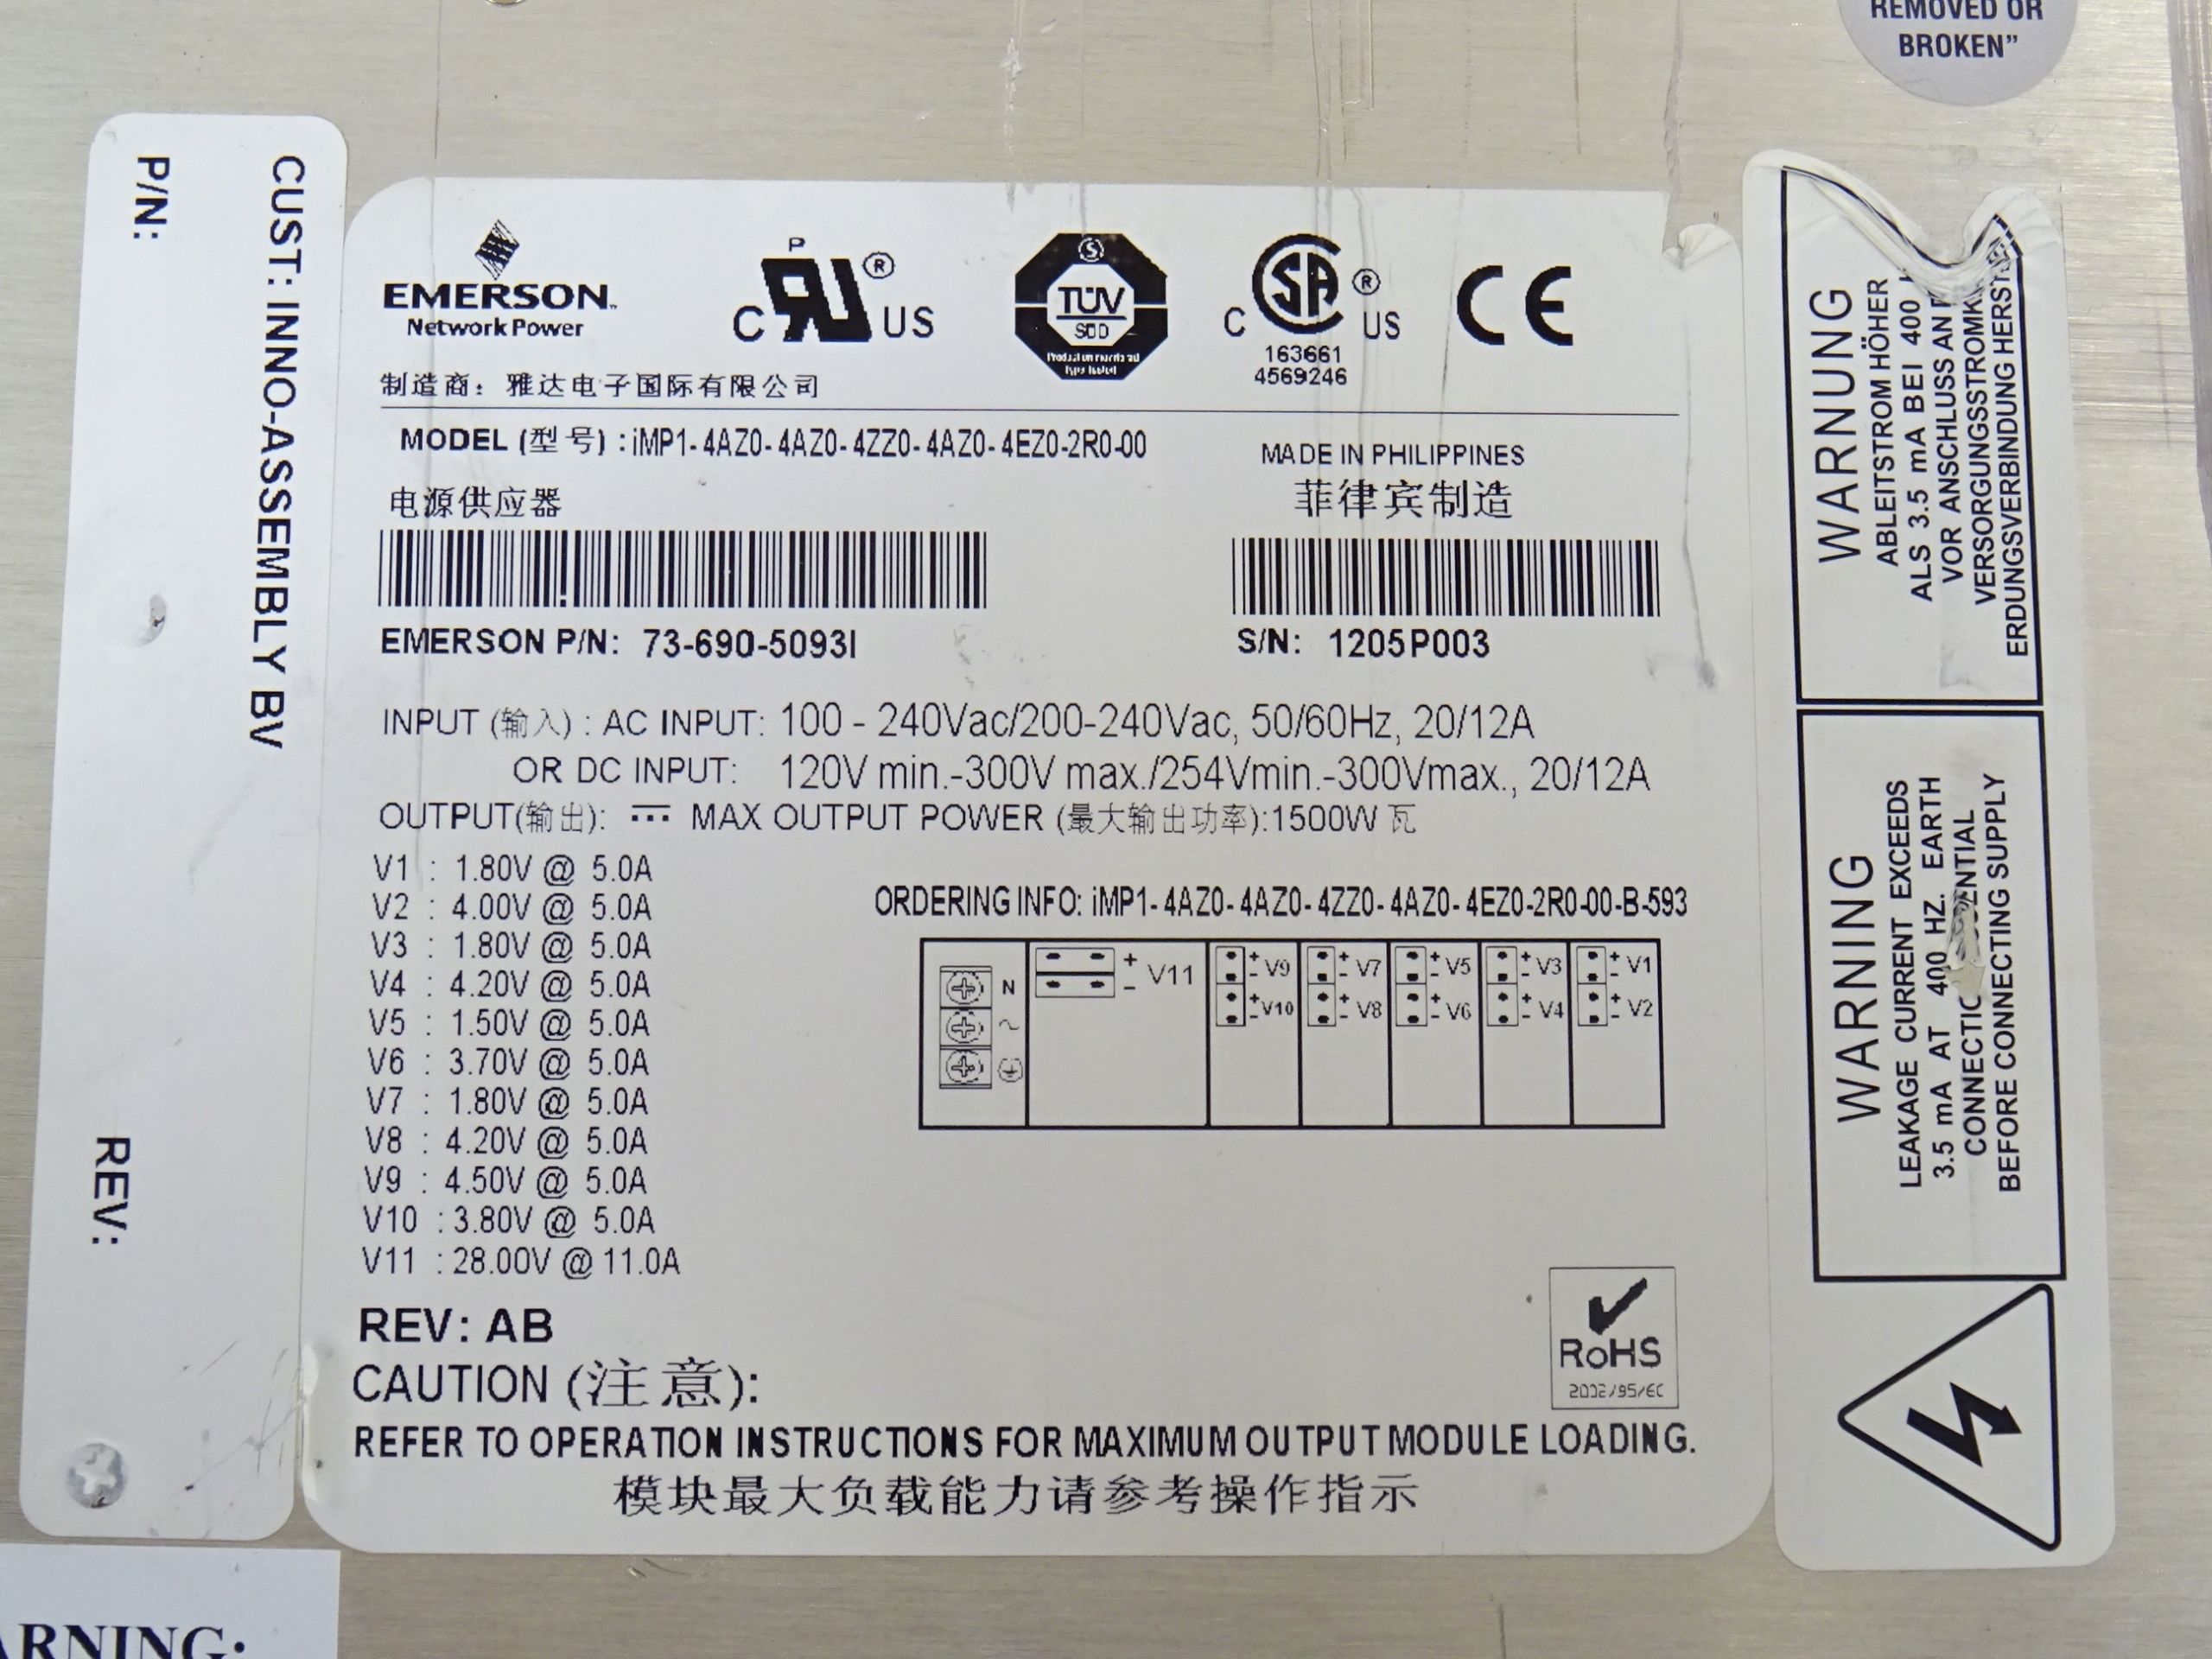 REMOVED OR
BROKEN”
CUST: INNO-ASSEMBLY BV
P/N:
REV:
EMERSON™
Network Power
P
C US ®
S
TÜV
SÜD
C SA ® US
163661
4569246
CE
制造商：雅达电子国际有限公司
MODEL (型号) : iMP1-4AZ0-4AZ0-4ZZ0-4AZ0-4EZ0-2R0-00
MADE IN PHILIPPINES
电源供应器
菲律宾制造
EMERSON P/N: 73-690-5093I
S/N: 1205P003
INPUT (输入) : AC INPUT: 100 - 240Vac/200-240Vac, 50/60Hz, 20/12A
OR DC INPUT: 120V min.-300V max./254Vmin.-300Vmax., 20/12A
OUTPUT(输出): ⎓ MAX OUTPUT POWER (最大输出功率):1500W 瓦
V1 : 1.80V @ 5.0A
V2 : 4.00V @ 5.0A
V3 : 1.80V @ 5.0A
V4 : 4.20V @ 5.0A
V5 : 1.50V @ 5.0A
V6 : 3.70V @ 5.0A
V7 : 1.80V @ 5.0A
V8 : 4.20V @ 5.0A
V9 : 4.50V @ 5.0A
V10 : 3.80V @ 5.0A
V11 : 28.00V @ 11.0A
ORDERING INFO: iMP1-4AZ0-4AZ0-4ZZ0-4AZ0-4EZ0-2R0-00-B-593
N
~
+ - V11
+ - V9
+ - V10
+ - V7
+ - V8
+ - V5
+ - V6
+ - V3
+ - V4
+ - V1
+ - V2
REV: AB
CAUTION (注意):
RoHS
2002/95/EC
REFER TO OPERATION INSTRUCTIONS FOR MAXIMUM OUTPUT MODULE LOADING.
模块最大负载能力请参考操作指示
WARNUNG
ABLEITSTROM HÖHER
ALS 3.5 mA BEI 400
VOR ANSCHLUSS AN
ERDUNGSVERBINDUNG
WARNING
LEAKAGE CURRENT EXCEEDS
3.5 mA AT 400 HZ. EARTH
BEFORE CONNECTING SUPPLY